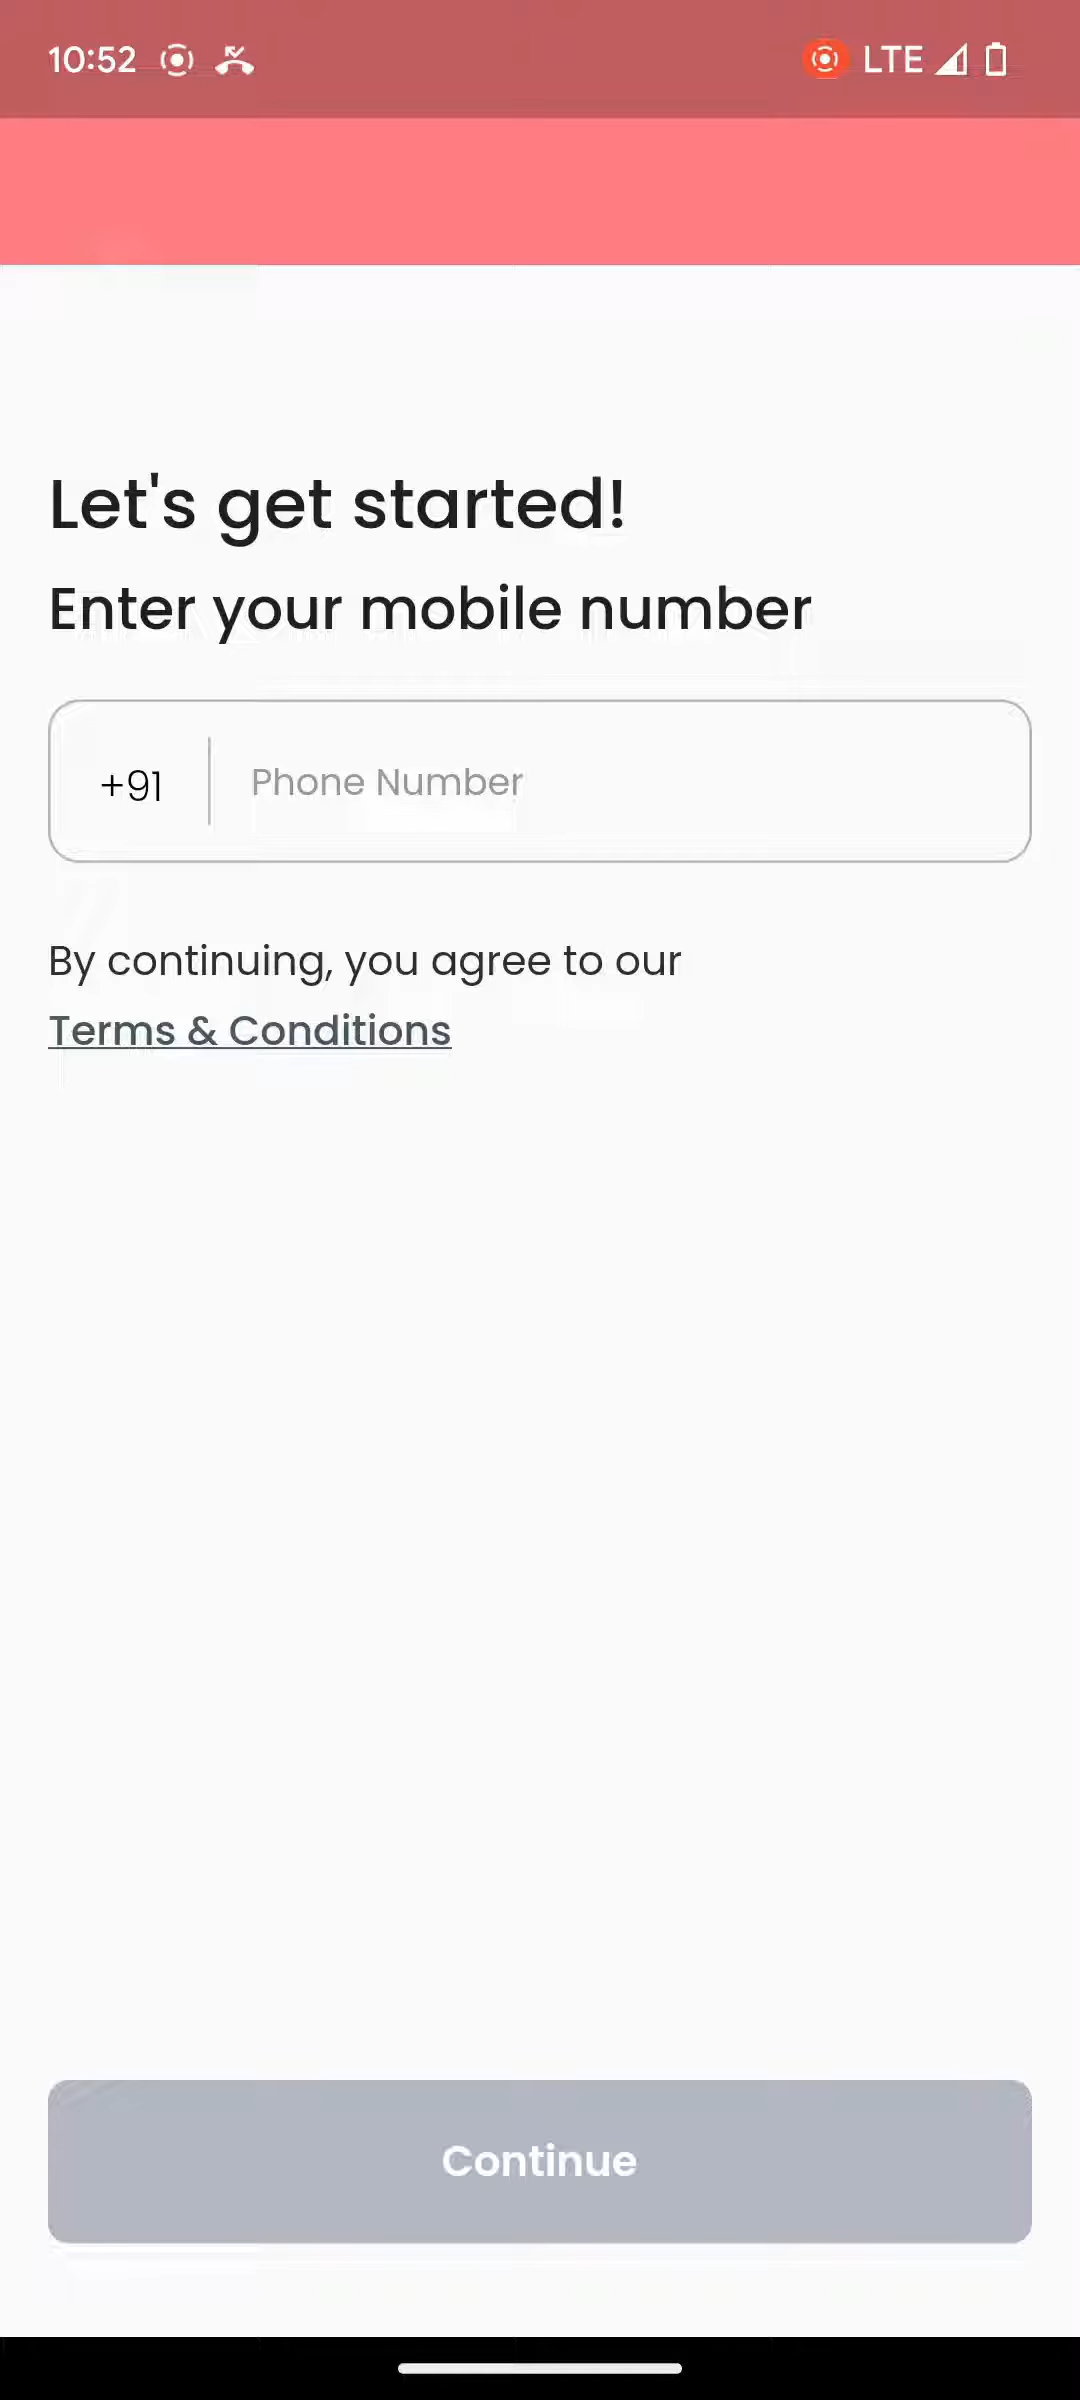 10:52 LTE
Let's get started!
Enter your mobile number
+91 Phone Number
By continuing, you agree to our
Terms & Conditions
Continue